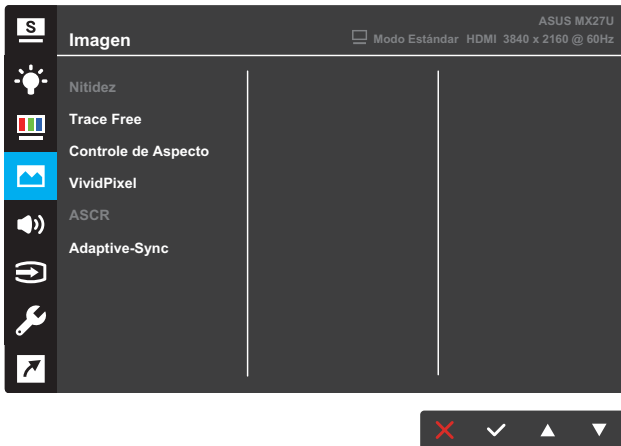 S
ASUS MX27U
Imagen
Modo Estándar HDMI 3840 x 2160 @ 60Hz
Nitidez
Trace Free
Controle de Aspecto
VividPixel
ASCR
Adaptive-Sync